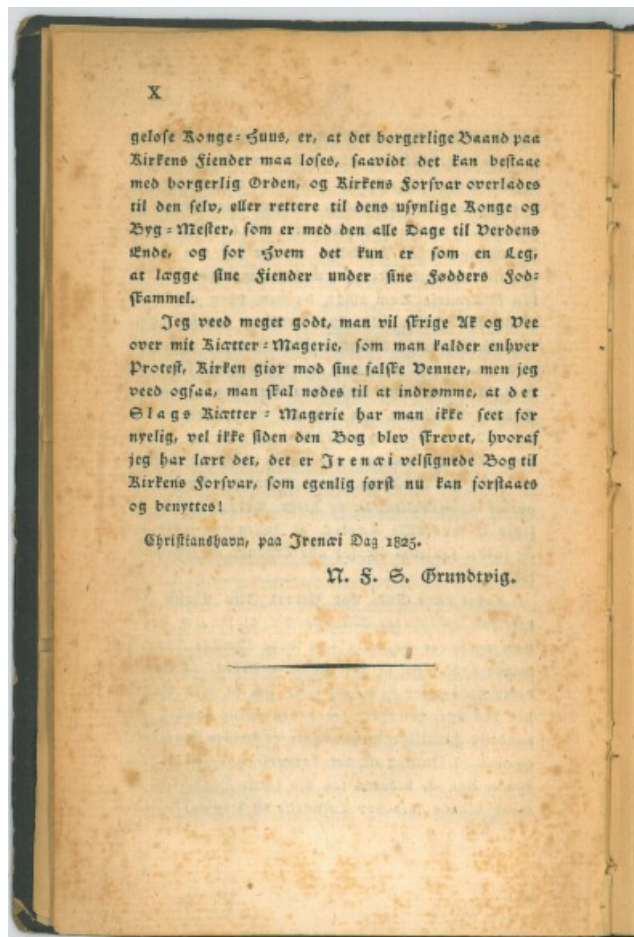 X
geløse Konge=Huus, er, at det borgerlige Baand paa
Kirkens Fiender maa løses, saavidt det kan bestaae
med borgerlig Orden, og Kirkens Forsvar overlades
til den selv, eller rettere til dens usynlige Konge og
Byg=Mester, som er med den alle Dage til Verdens
Ende, og for Hvem det kun er som en Leg,
at lægge sine Fiender under sine Fødders Fod=
skammel.
Jeg veed meget godt, man vil skrige Ak og Vee
over mit Kiætter=Magerie, som man kalder enhver
Protest, Kirken giør mod sine falske Venner, men jeg
veed ogsaa, man skal nødes til at indrømme, at det
Slags Kiætter=Magerie har man ikke seet for
nyelig, vel ikke siden den Bog blev skrevet, hvoraf
jeg har lært det, det er Irenæi velsignede Bog til
Kirkens Forsvar, som egenlig først nu kan forstaaes
og benyttes!
Christianshavn, paa Irenæi Dag 1825.
N. F. S. Grundtvig.